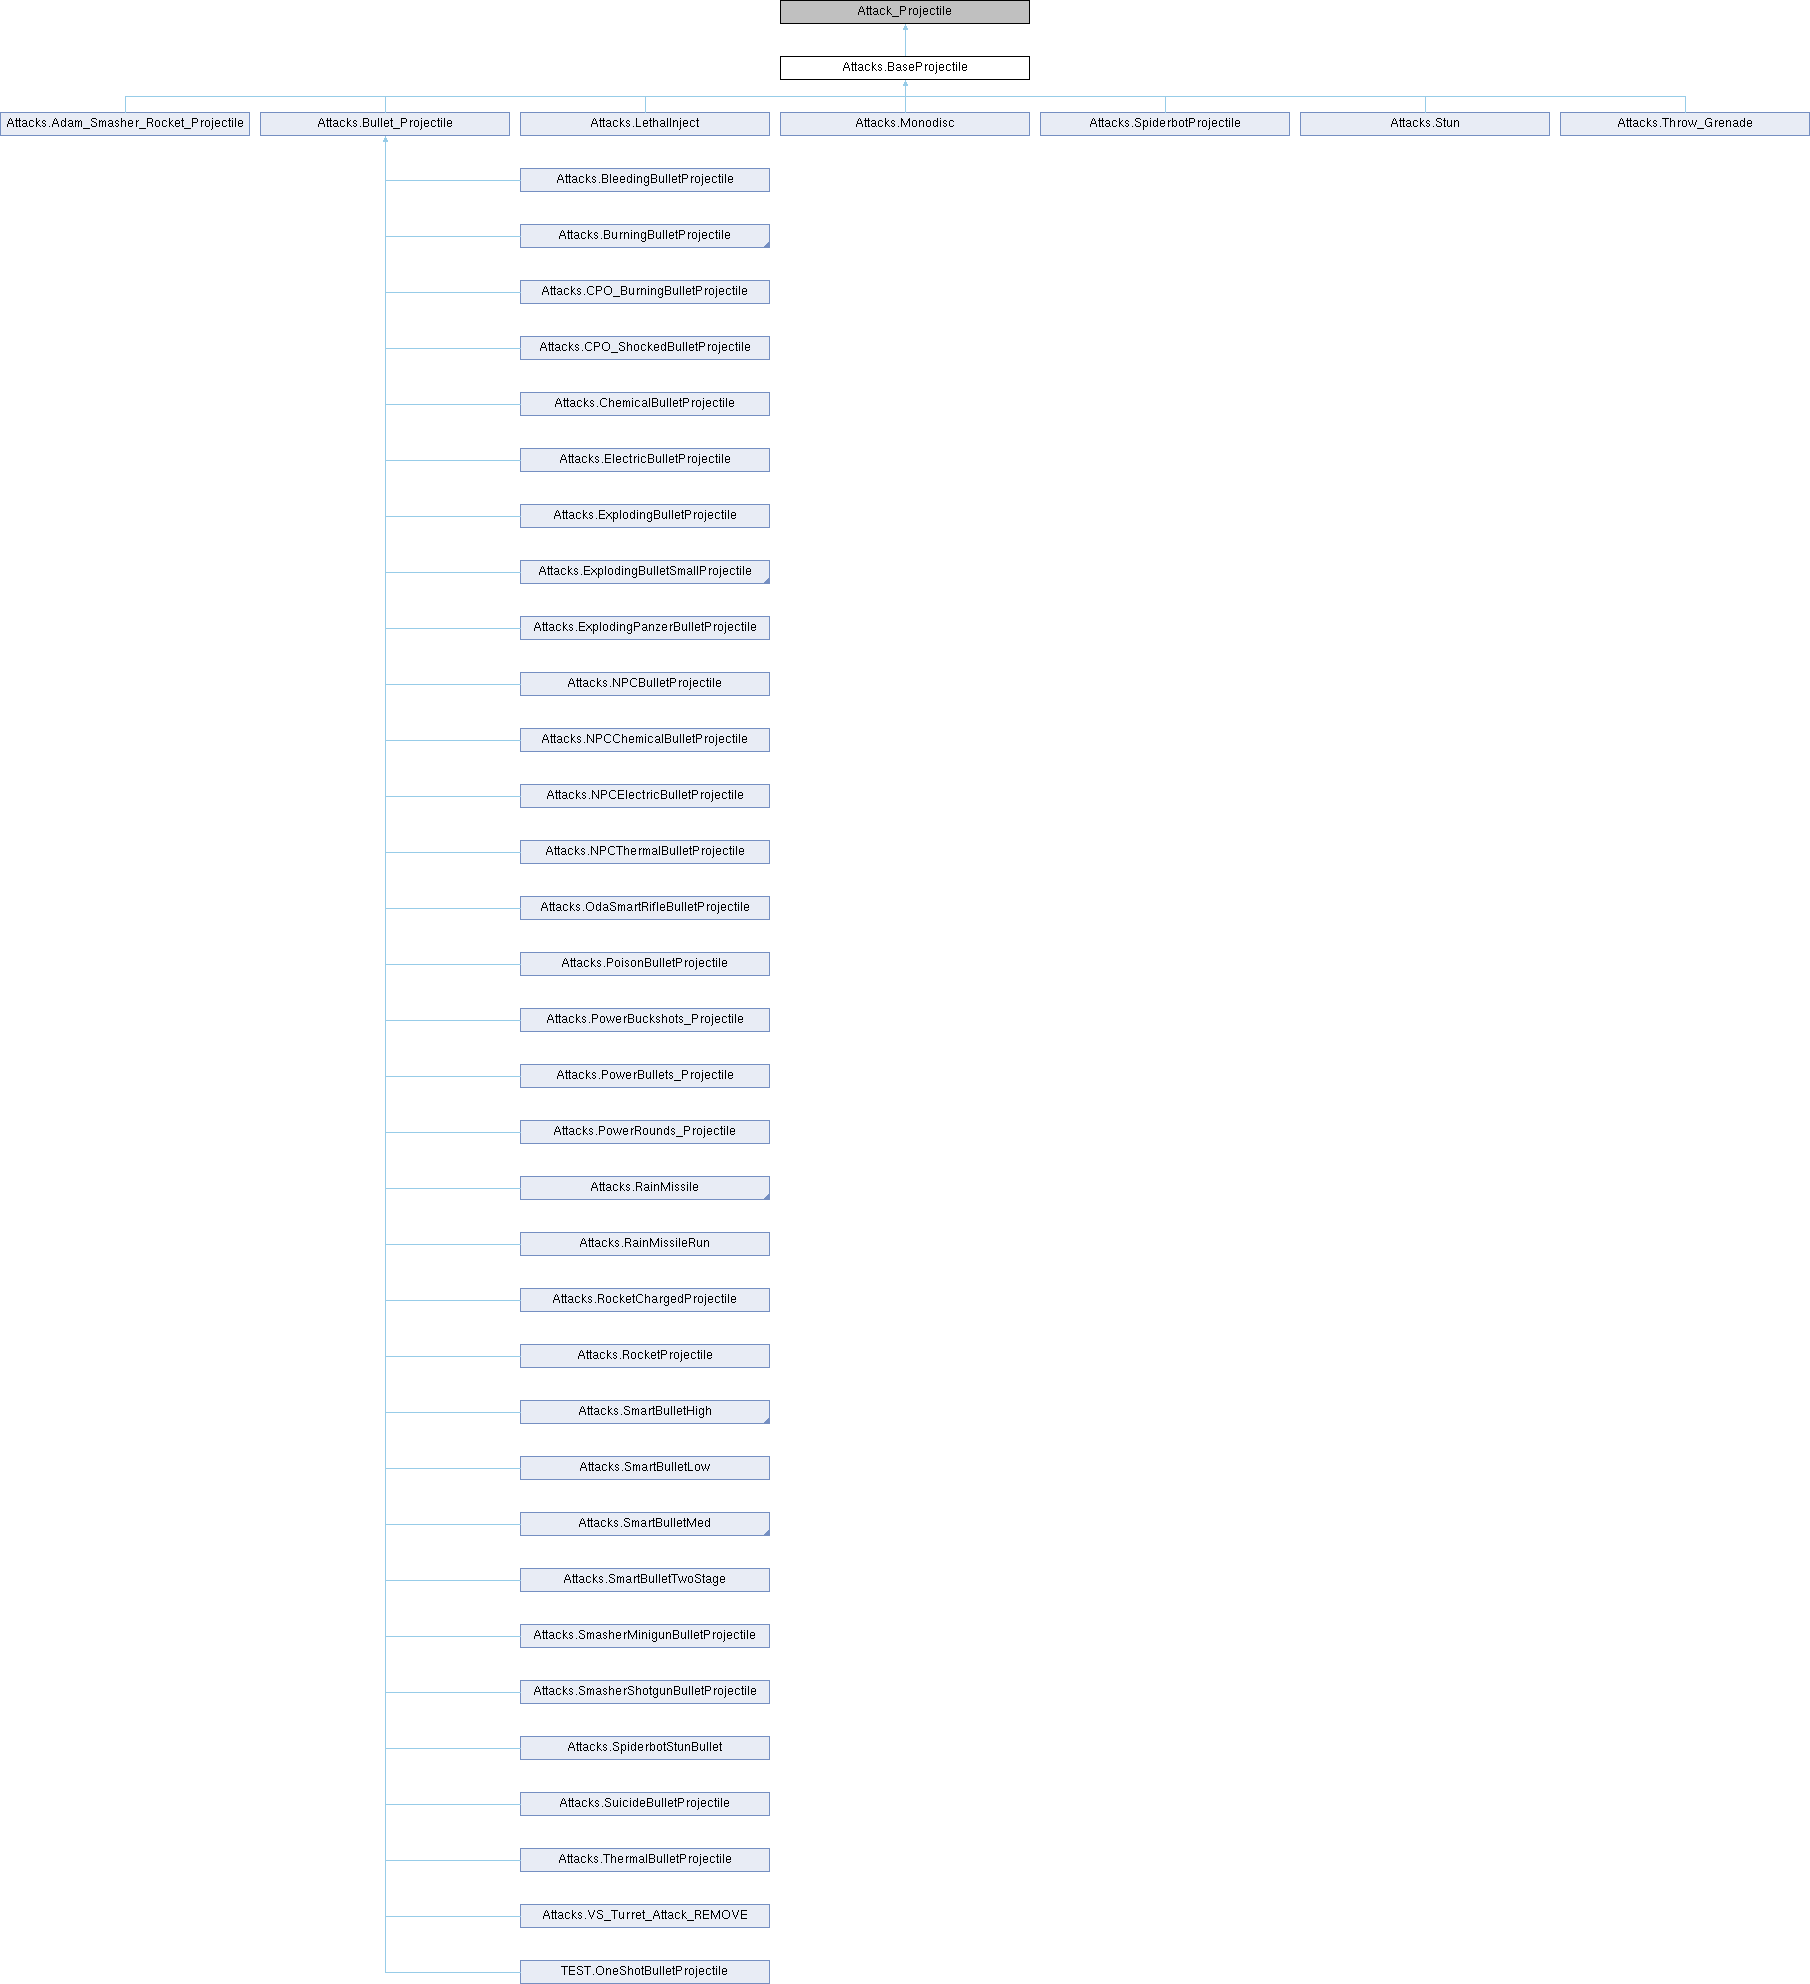 Attack_Projectile
Attacks.BaseProjectile
Attacks.Adam_Smasher_Rocket_Projectile
Attacks.Bullet_Projectile
Attacks.LethalInject
Attacks.Monodisc
Attacks.SpiderbotProjectile
Attacks.Stun
Attacks.Throw_Grenade
Attacks.BleedingBulletProjectile
Attacks.BurningBulletProjectile
Attacks.CPO_BurningBulletProjectile
Attacks.CPO_ShockedBulletProjectile
Attacks.ChemicalBulletProjectile
Attacks.ElectricBulletProjectile
Attacks.ExplodingBulletProjectile
Attacks.ExplodingBulletSmallProjectile
Attacks.ExplodingPanzerBulletProjectile
Attacks.NPCBulletProjectile
Attacks.NPCChemicalBulletProjectile
Attacks.NPCElectricBulletProjectile
Attacks.NPCThermalBulletProjectile
Attacks.OdaSmartRifleBulletProjectile
Attacks.PoisonBulletProjectile
Attacks.PowerBuckshots_Projectile
Attacks.PowerBullets_Projectile
Attacks.PowerRounds_Projectile
Attacks.RainMissile
Attacks.RainMissileRun
Attacks.RocketChargedProjectile
Attacks.RocketProjectile
Attacks.SmartBulletHigh
Attacks.SmartBulletLow
Attacks.SmartBulletMed
Attacks.SmartBulletTwoStage
Attacks.SmasherMinigunBulletProjectile
Attacks.SmasherShotgunBulletProjectile
Attacks.SpiderbotStunBullet
Attacks.SuicideBulletProjectile
Attacks.ThermalBulletProjectile
Attacks.VS_Turret_Attack_REMOVE
TEST.OneShotBulletProjectile